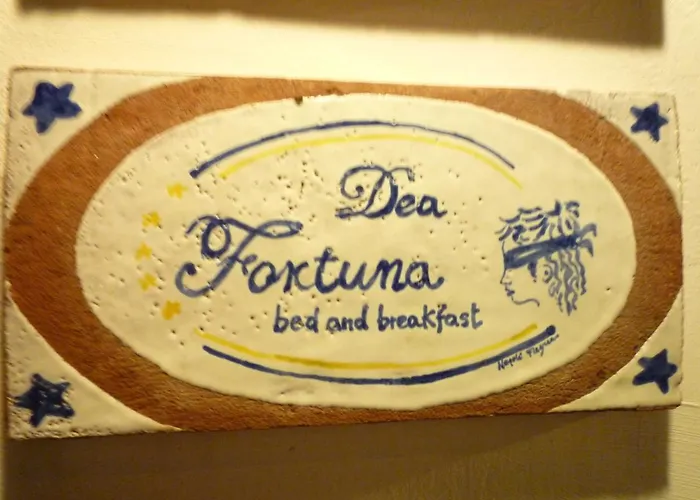 Dea
Fortuna
bed and breakfast